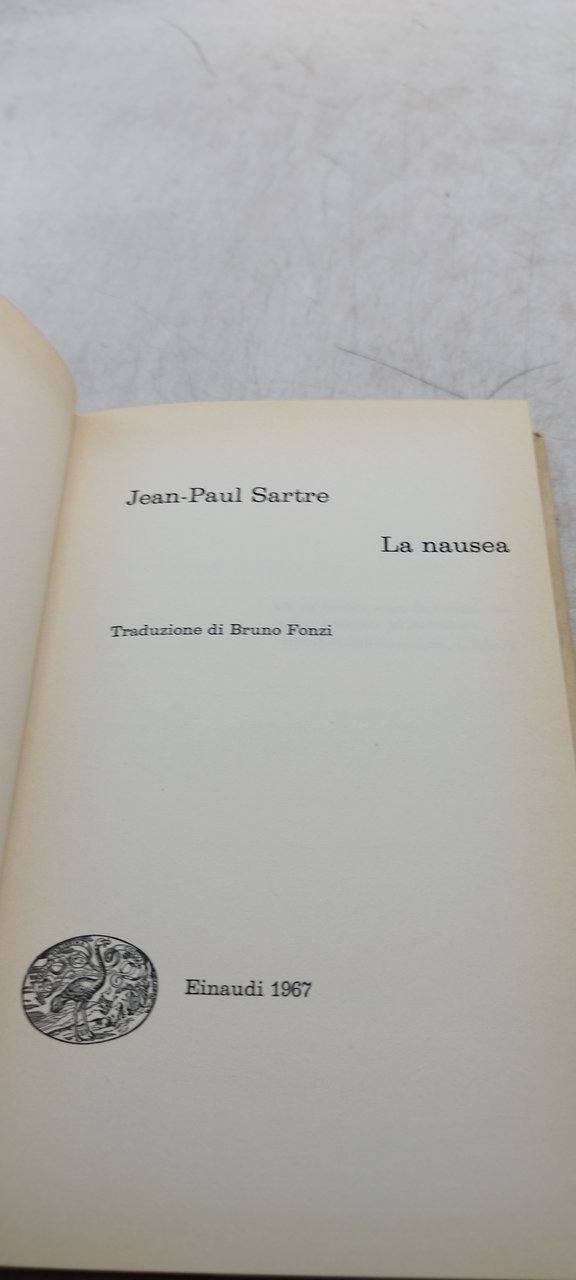 Jean-Paul Sartre
La nausea
Traduzione di Bruno Fonzi
Einaudi 1967